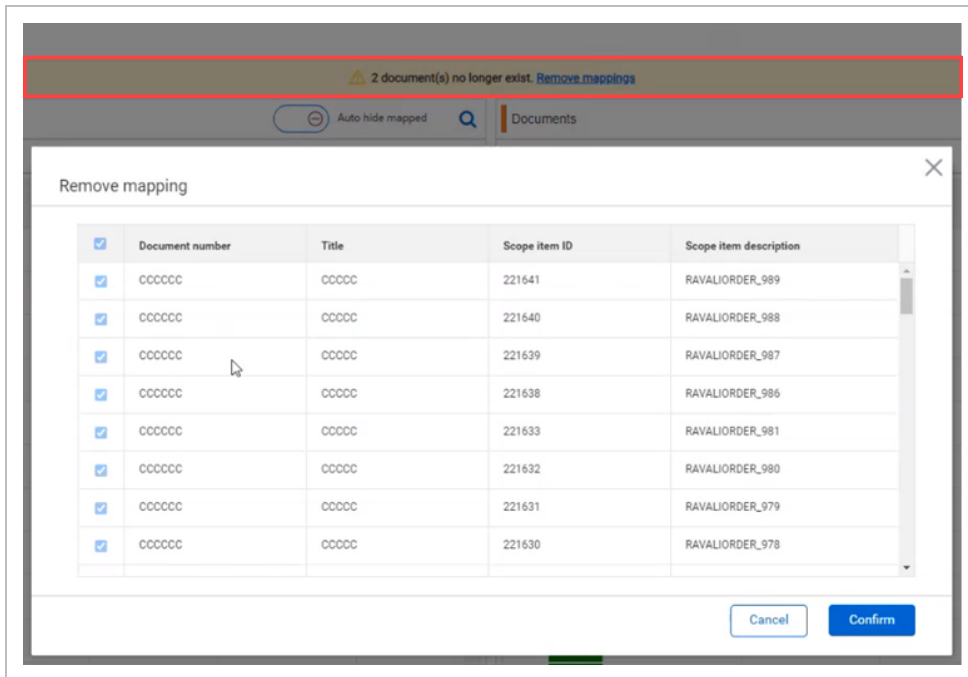 2 document(s) no longer exist. Remove mappings
Auto hide mapped
Documents
Remove mapping
Document number Title Scope item ID Scope item description
CCCCCC CCCCC 221641 RAVALIORDER_989
CCCCCC CCCCC 221640 RAVALIORDER_988
CCCCCC CCCCC 221639 RAVALIORDER_987
CCCCCC CCCCC 221638 RAVALIORDER_986
CCCCCC CCCCC 221633 RAVALIORDER_981
CCCCCC CCCCC 221632 RAVALIORDER_980
CCCCCC CCCCC 221631 RAVALIORDER_979
CCCCCC CCCCC 221630 RAVALIORDER_978
Cancel Confirm